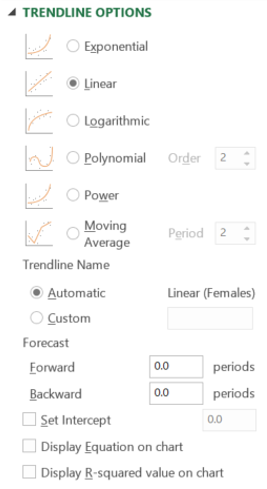 TRENDLINE OPTIONS
Exponential
Linear
Logarithmic
Polynomial Order 2
Power
Moving
Average Period 2
Trendline Name
Automatic Linear (Females)
Custom
Forecast
Forward 0.0 periods
Backward 0.0 periods
Set Intercept 0.0
Display Equation on chart
Display R-squared value on chart